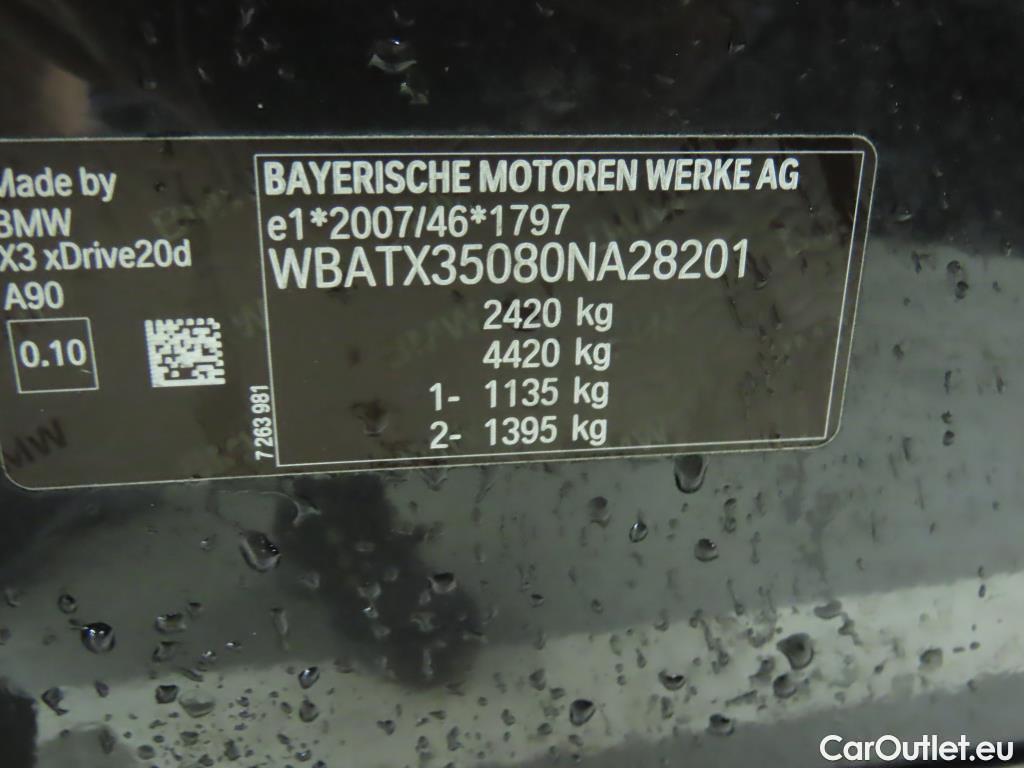 Made by
BMW
X3 xDrive20d
A90
0.10
7 263 981
BAYERISCHE MOTOREN WERKE AG
e1*2007/46*1797
WBATX35080NA28201
2420 kg
4420 kg
1- 1135 kg
2- 1395 kg
CarOutlet.eu